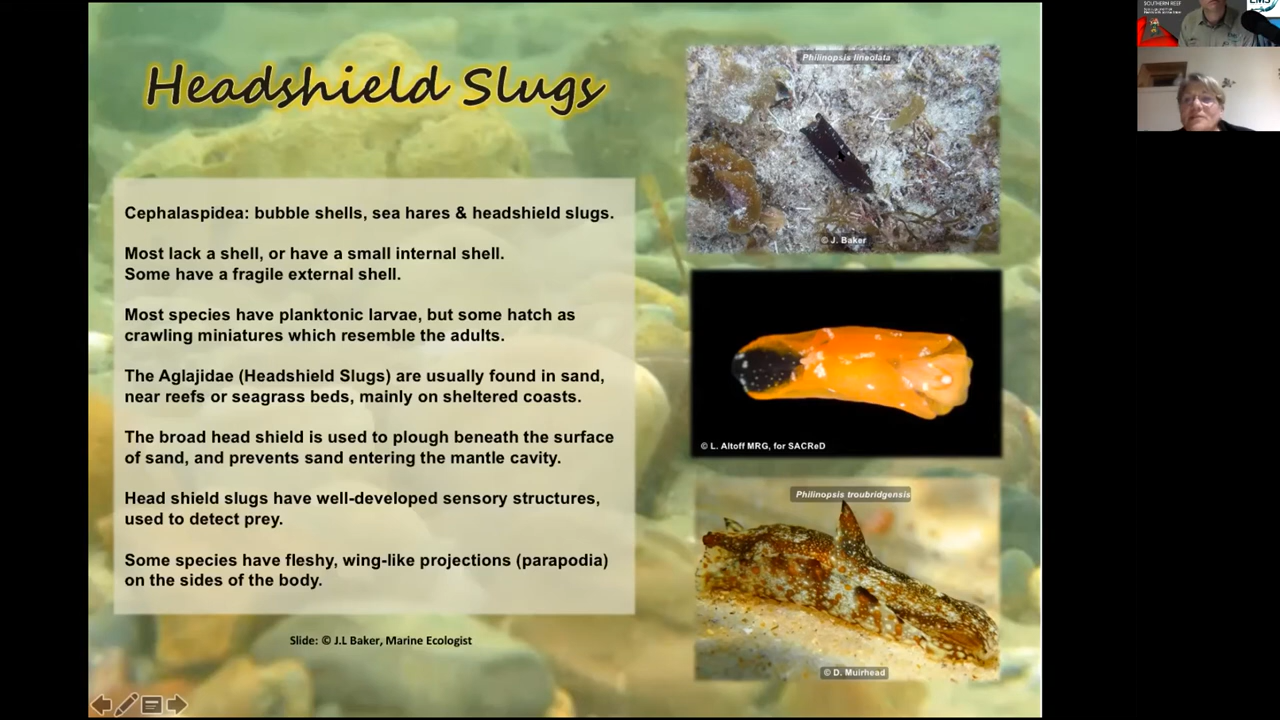 SOUTHERN REEF
EMS
Headshield Slugs
Philinopsis lineolata
Cephalaspidea: bubble shells, sea hares & headshield slugs.
Most lack a shell, or have a small internal shell.
Some have a fragile external shell.
© J. Baker
Most species have planktonic larvae, but some hatch as
crawling miniatures which resemble the adults.
The Aglajidae (Headshield Slugs) are usually found in sand,
near reefs or seagrass beds, mainly on sheltered coasts.
The broad head shield is used to plough beneath the surface
of sand, and prevents sand entering the mantle cavity.
© L. Altoff MRG, for SACReD
Head shield slugs have well-developed sensory structures,
used to detect prey.
Philinopsis troubridgensis
Some species have fleshy, wing-like projections (parapodia)
on the sides of the body.
Slide: © J.L Baker, Marine Ecologist
© D. Muirhead